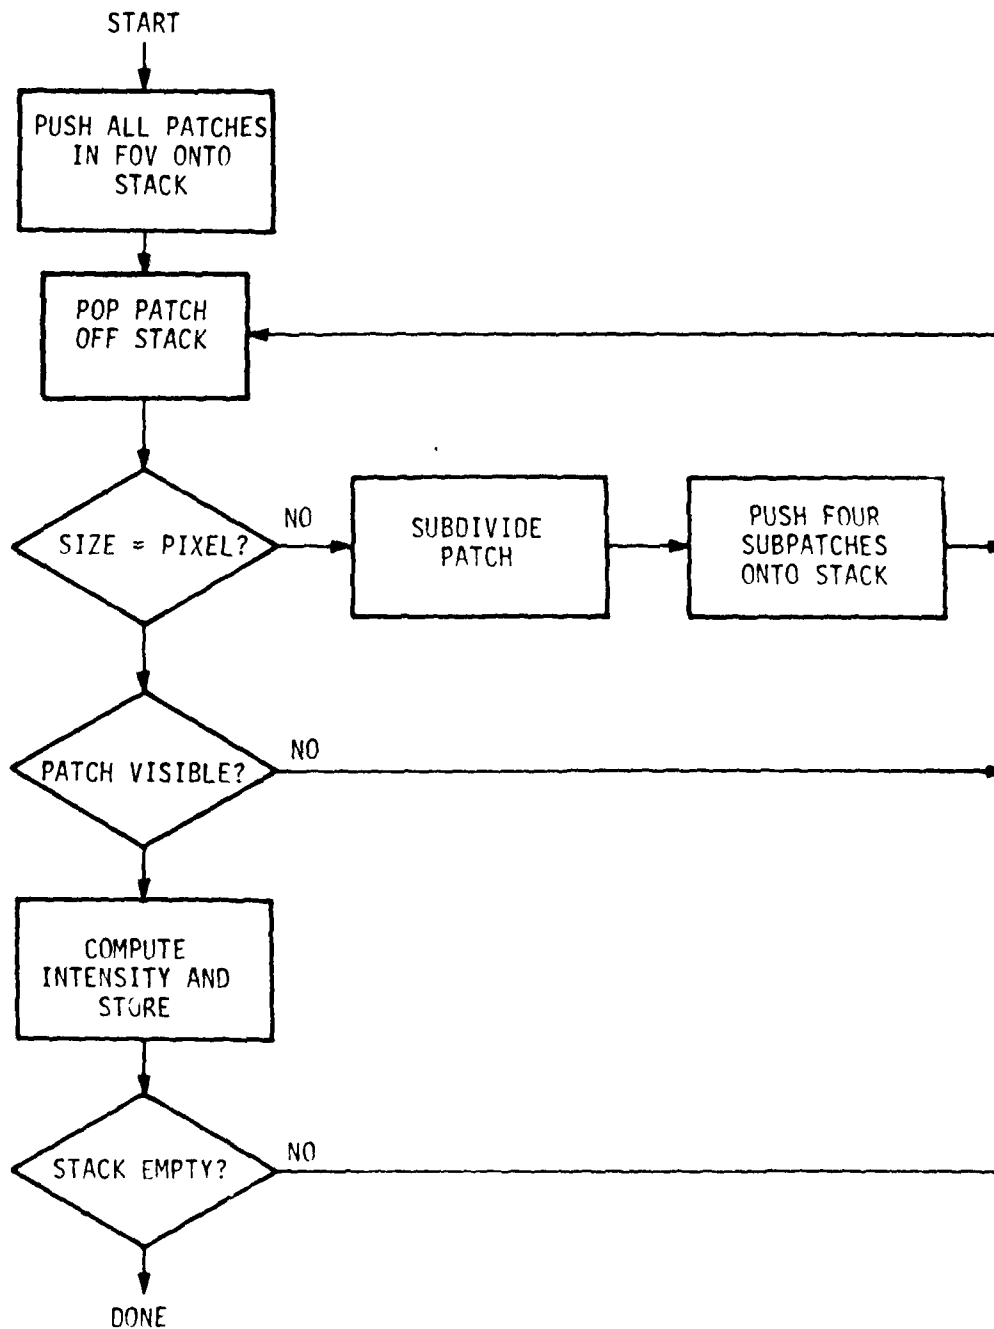 START
PUSH ALL PATCHES
IN FOV ONTO
STACK
POP PATCH
OFF STACK
SIZE = PIXEL?
NO
SUBDIVIDE
PATCH
PUSH FOUR
SUBPATCHES
ONTO STACK
PATCH VISIBLE?
NO
COMPUTE
INTENSITY AND
STORE
STACK EMPTY?
NO
DONE